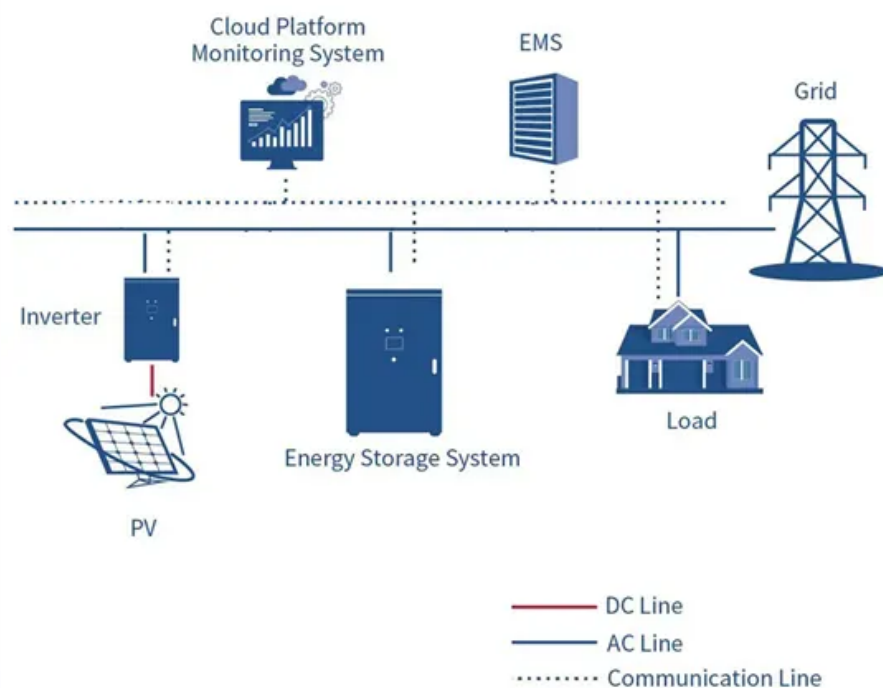 Cloud Platform
Monitoring System
EMS
Grid
Inverter
Load
Energy Storage System
PV
DC Line
AC Line
Communication Line